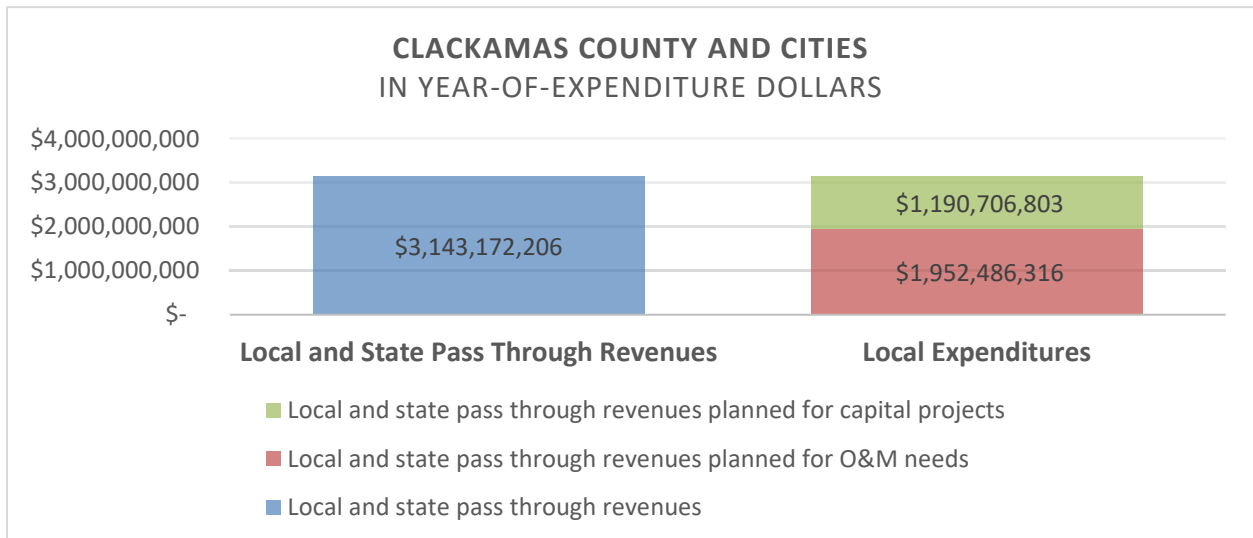 CLACKAMAS COUNTY AND CITIES
IN YEAR-OF-EXPENDITURE DOLLARS
$4,000,000,000
$3,000,000,000
$2,000,000,000
$1,000,000,000
$-
$3,143,172,206
$1,190,706,803
$1,952,486,316
Local and State Pass Through Revenues
Local Expenditures
Local and state pass through revenues planned for capital projects
Local and state pass through revenues planned for O&M needs
Local and state pass through revenues